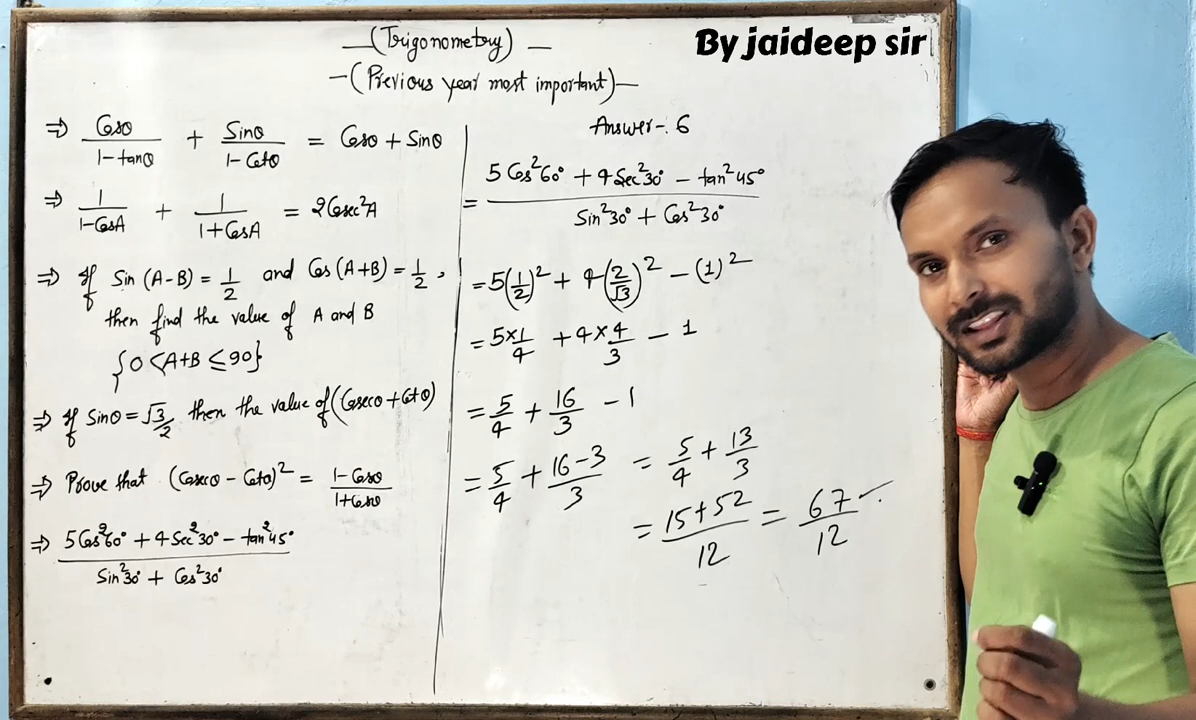 (Trigonometry)
By jaideep sir
(Previous year most important)
⇒ Cosθ/(1-tanθ) + Sinθ/(1-Cotθ) = Cosθ + Sinθ
⇒ 1/(1-CosA) + 1/(1+CosA) = 2Cosec²A
⇒ If Sin (A-B) = 1/2 and Cos (A+B) = 1/2,
then find the value of A and B
{0 < A+B ≤ 90}
⇒ If Sinθ = √3/2 then the value of (Cosecθ + Cotθ)
⇒ Prove that (Cosecθ - Cotθ)² = (1-Cosθ)/(1+Cosθ)
⇒ (5Cos²60° + 4Sec²30° - tan²45°)/(Sin²30° + Cos²30°)
Answer-: 6
= (5Cos²60° + 4Sec²30° - tan²45°)/(Sin²30° + Cos²30°)
= 5(1/2)² + 4(2/√3)² - (1)²
= 5×1/4 + 4×4/3 - 1
= 5/4 + 16/3 - 1
= 5/4 + (16-3)/3 = 5/4 + 13/3
= (15+52)/12 = 67/12